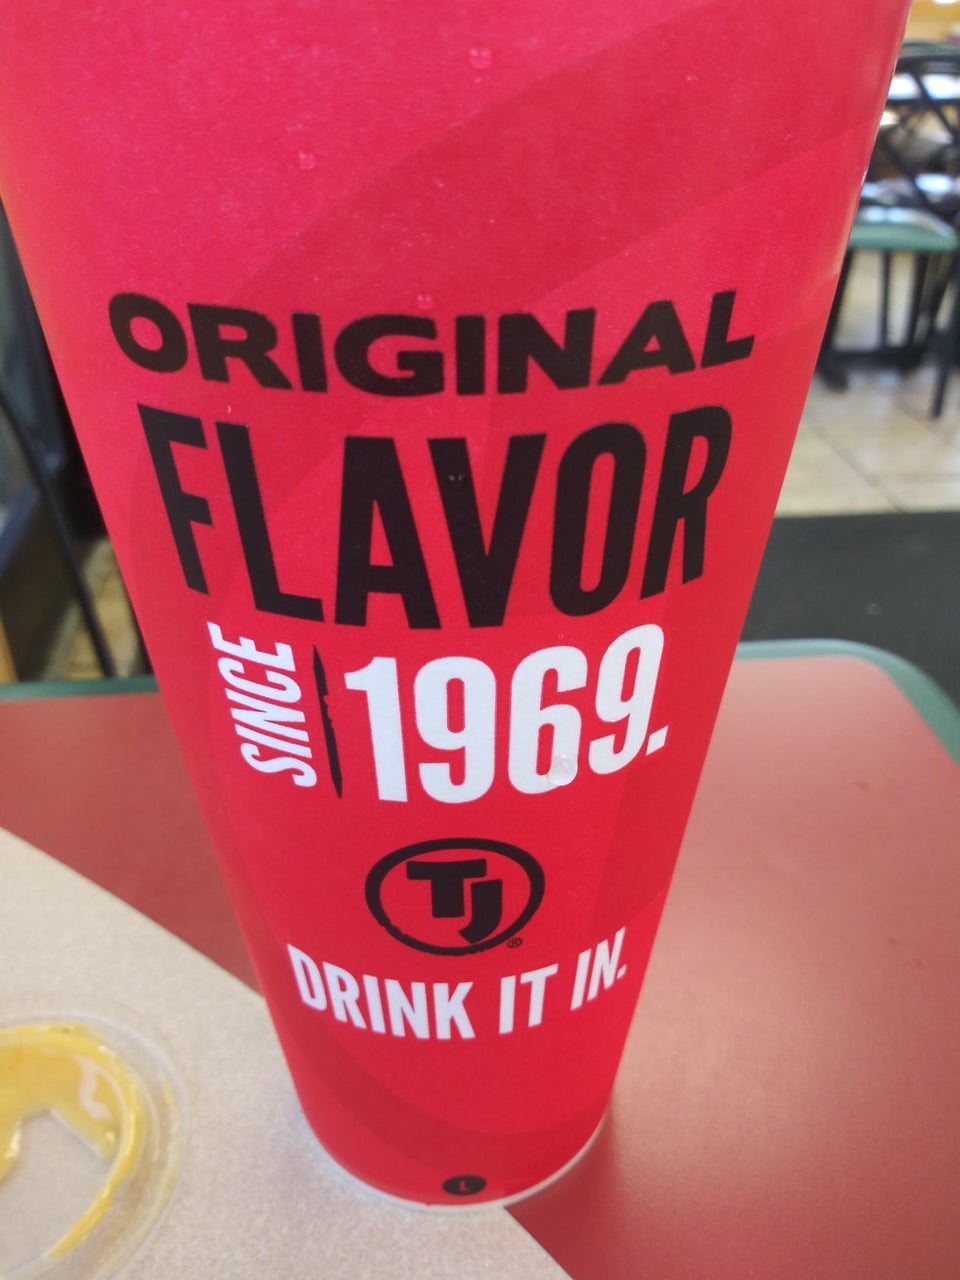 ORIGINAL
FLAVOR
SINCE
1969.
TJ®
DRINK IT IN.
L